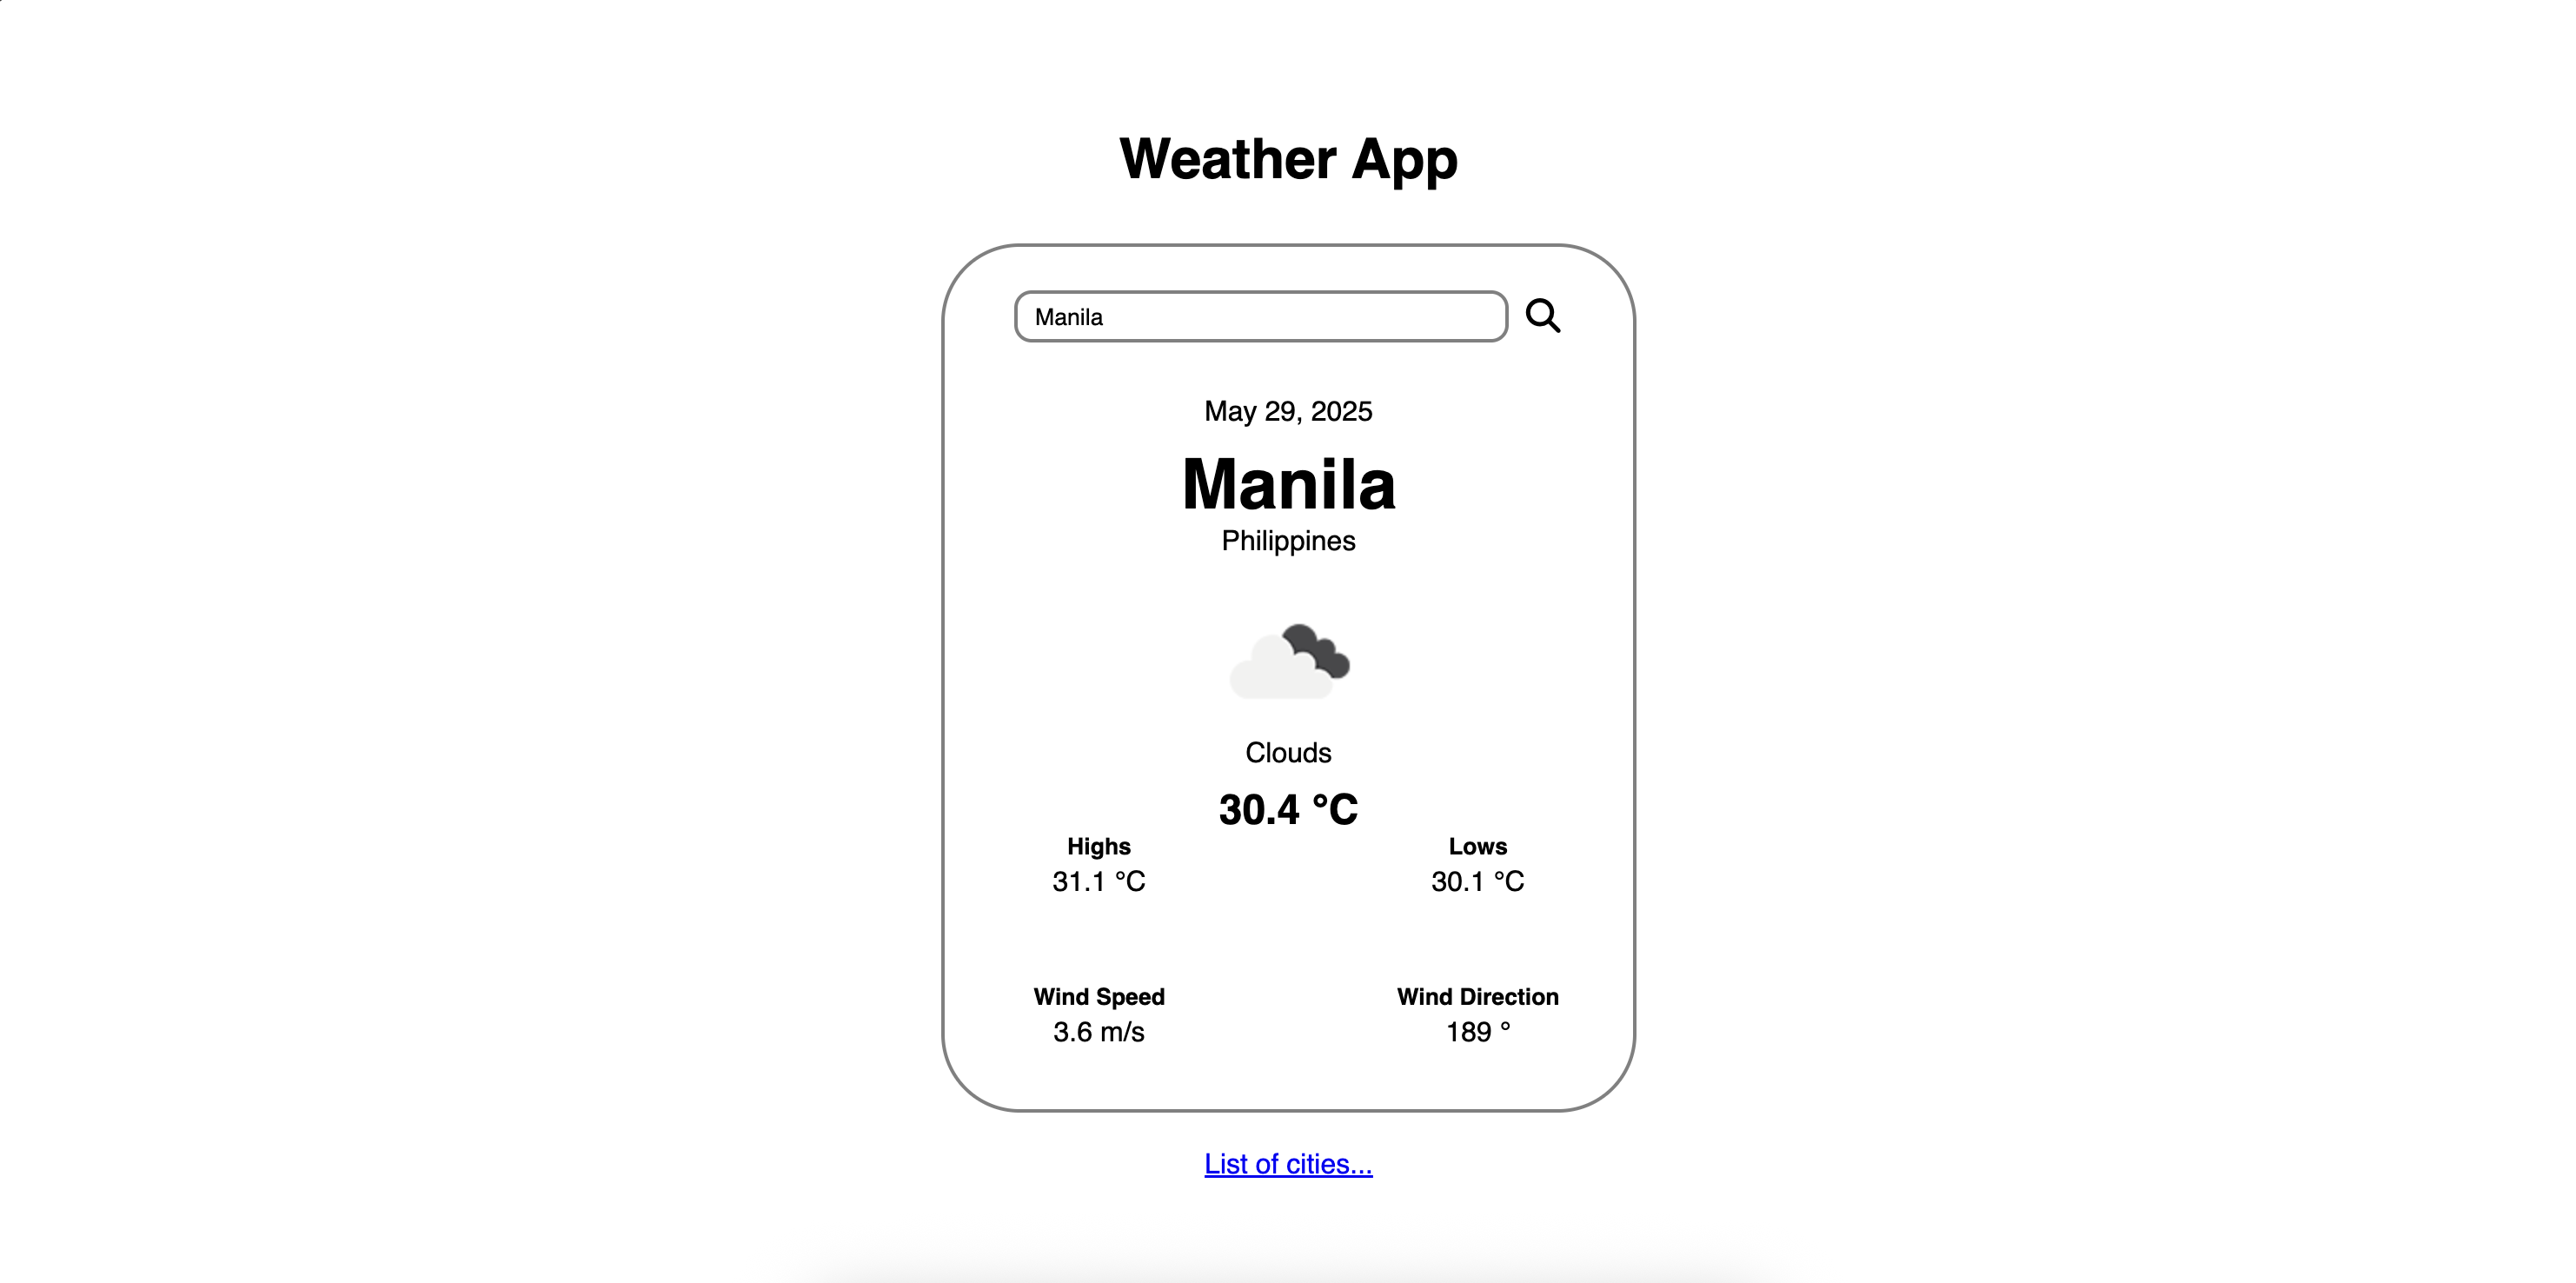 Weather App
Manila
May 29, 2025
Manila
Philippines
Clouds
30.4 °C
Highs
31.1 °C
Lows
30.1 °C
Wind Speed
3.6 m/s
Wind Direction
189 °
List of cities...